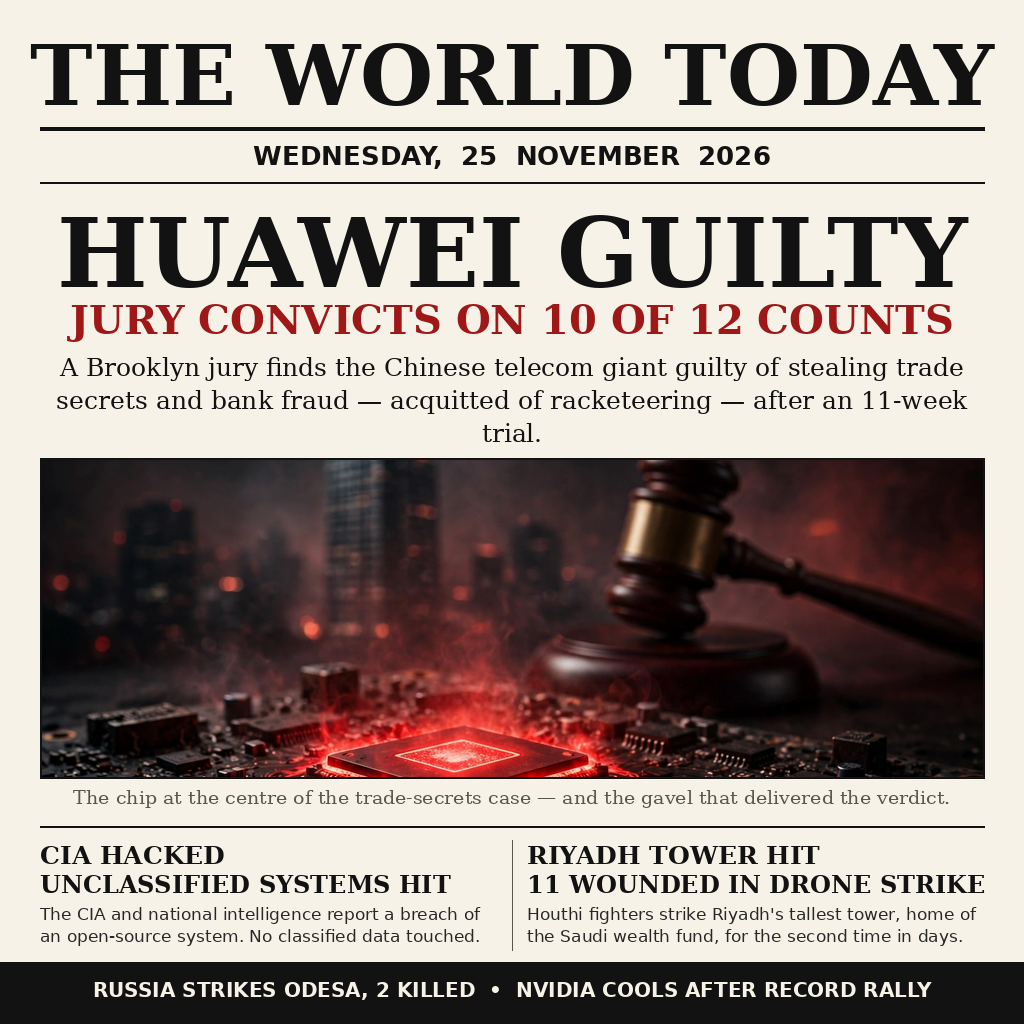 THE WORLD TODAY
WEDNESDAY, 25 NOVEMBER 2026
HUAWEI GUILTY
JURY CONVICTS ON 10 OF 12 COUNTS
A Brooklyn jury finds the Chinese telecom giant guilty of stealing trade
secrets and bank fraud — acquitted of racketeering — after an 11-week
trial.
The chip at the centre of the trade-secrets case — and the gavel that delivered the verdict.
CIA HACKED
UNCLASSIFIED SYSTEMS HIT
The CIA and national intelligence report a breach of
an open-source system. No classified data touched.
RIYADH TOWER HIT
11 WOUNDED IN DRONE STRIKE
Houthi fighters strike Riyadh's tallest tower, home of
the Saudi wealth fund, for the second time in days.
RUSSIA STRIKES ODESA, 2 KILLED • NVIDIA COOLS AFTER RECORD RALLY